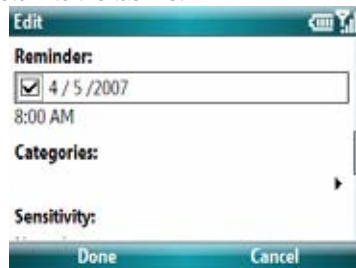 Edit
Reminder:
4 / 5 /2007
8:00 AM
Categories:
Sensitivity:
Done Cancel